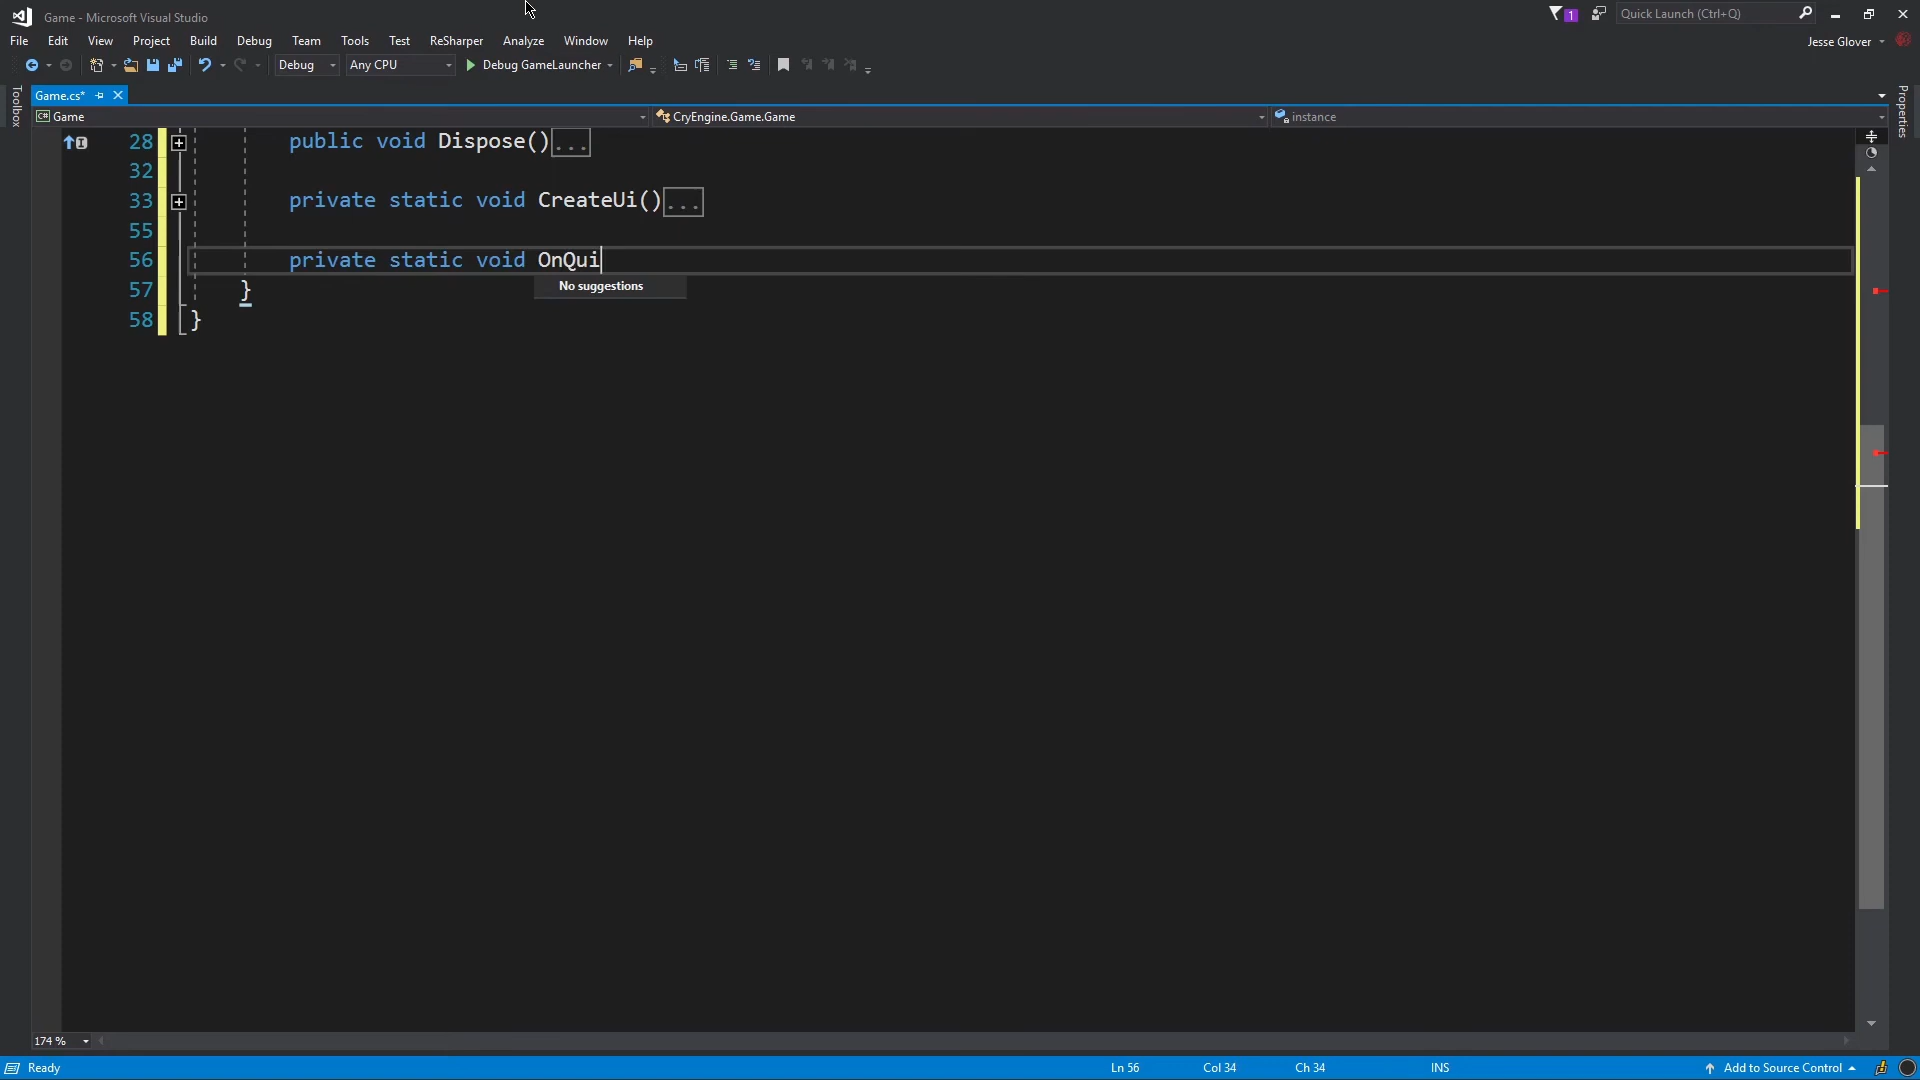 Game - Microsoft Visual Studio
1
Quick Launch (Ctrl+Q)
File Edit View Project Build Debug Team Tools Test ReSharper Analyze Window Help
Jesse Glover
Debug Any CPU Debug GameLauncher
Toolbox
Game.cs*
Properties
Game CryEngine.Game.Game instance
28 public void Dispose()...
32
33 private static void CreateUi()...
55
56 private static void OnQui
No suggestions
57 }
58 }
174 %
Ready Ln 56 Col 34 Ch 34 INS Add to Source Control